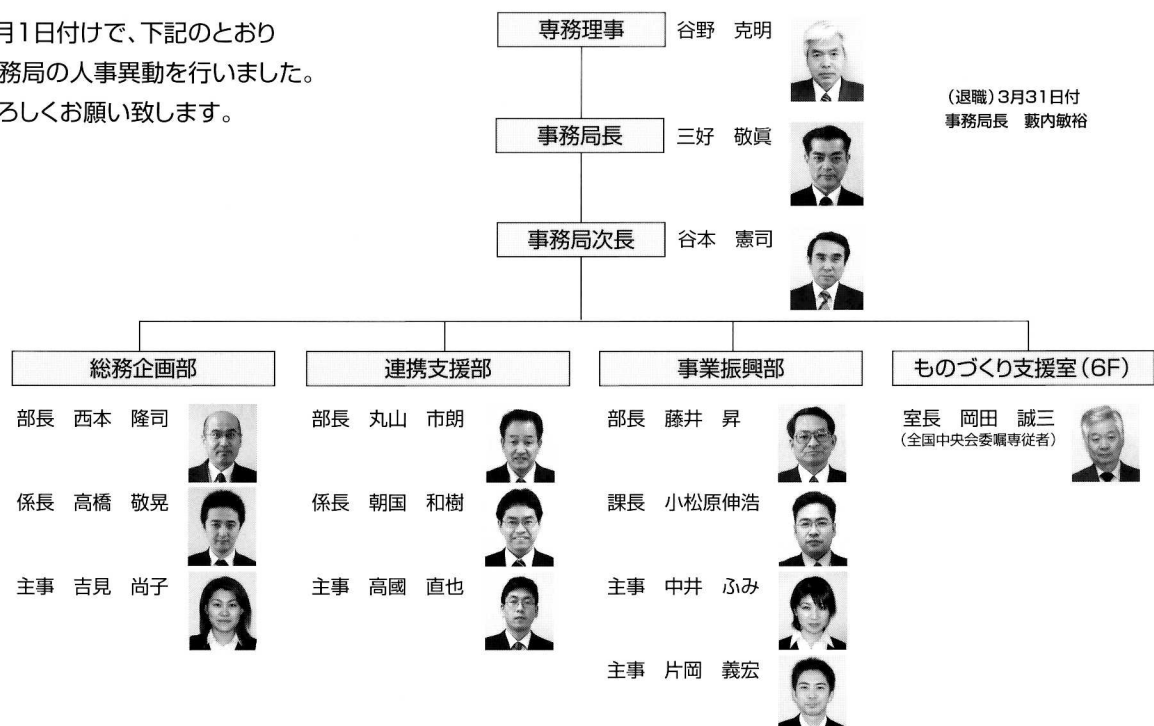 月1日付けで、下記のとおり
務局の人事異動を行いました。
ろしくお願い致します。
専務理事 谷野 克明
(退職)3月31日付
事務局長 藪内敏裕
事務局長 三好 敬眞
事務局次長 谷本 憲司
総務企画部
部長 西本 隆司
係長 高橋 敬晃
主事 吉見 尚子
連携支援部
部長 丸山 市朗
係長 朝国 和樹
主事 高國 直也
事業振興部
部長 藤井 昇
課長 小松原伸浩
主事 中井 ふみ
主事 片岡 義宏
ものづくり支援室(6F)
室長 岡田 誠三
(全国中央会委嘱専従者)